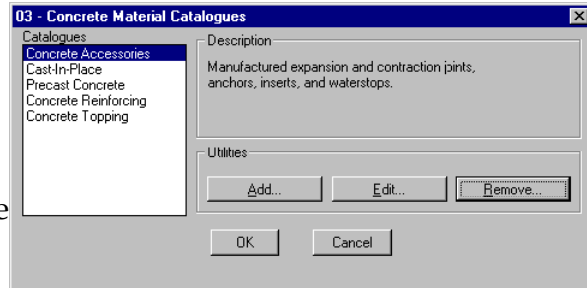 03 - Concrete Material Catalogues
Catalogues
Concrete Accessories
Cast-In-Place
Precast Concrete
Concrete Reinforcing
Concrete Topping
Description
Manufactured expansion and contraction joints,
anchors, inserts, and waterstops.
Utilities
Add...
Edit...
Remove...
e
OK
Cancel